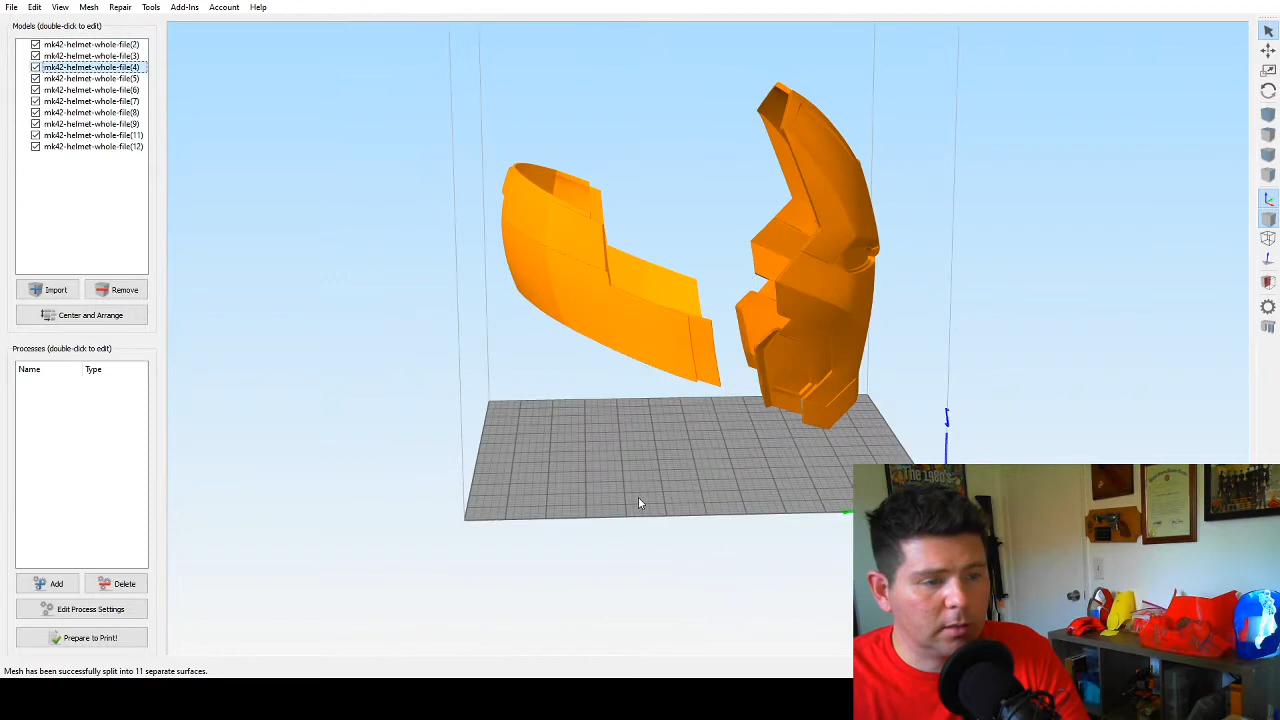 File Edit View Mesh Repair Tools Add-Ins Account Help
Models (double-click to edit)
mk42-helmet-whole-file(2)
mk42-helmet-whole-file(3)
mk42-helmet-whole-file(4)
mk42-helmet-whole-file(5)
mk42-helmet-whole-file(6)
mk42-helmet-whole-file(7)
mk42-helmet-whole-file(8)
mk42-helmet-whole-file(9)
mk42-helmet-whole-file(11)
mk42-helmet-whole-file(12)
Import Remove
Center and Arrange
Processes (double-click to edit)
Name Type
Add Delete
Edit Process Settings
Prepare to Print!
Mesh has been successfully split into 11 separate surfaces.
The 1980's